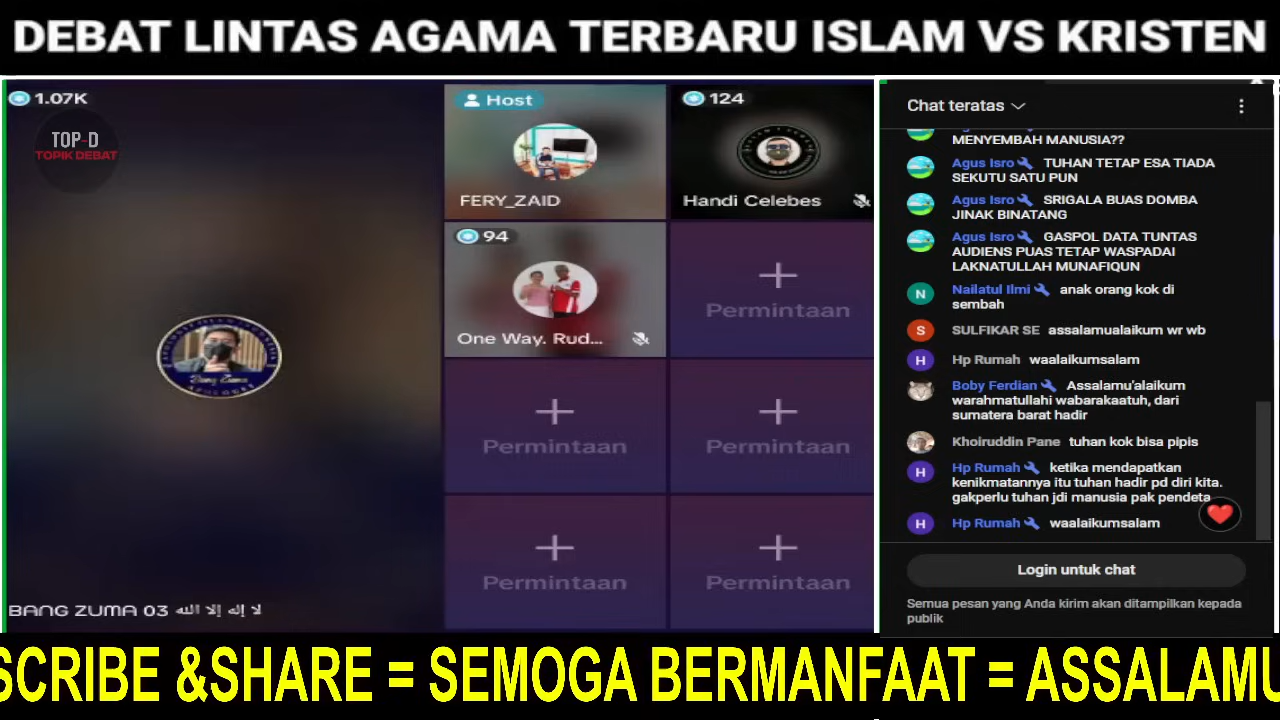 DEBAT LINTAS AGAMA TERBARU ISLAM VS KRISTEN
1.07K
TOP-D
TOPIK DEBAT
Host
FERY_ZAID
124
Handi Celebes
94
One Way. Rud...
Permintaan
Permintaan
Permintaan
Permintaan
Permintaan
Bang Zuma
BANG ZUMA 03 لا إله إلا الله
Chat teratas
MENYEMBAH MANUSIA??
Agus Isro TUHAN TETAP ESA TIADA
SEKUTU SATU PUN
Agus Isro SRIGALA BUAS DOMBA
JINAK BINATANG
Agus Isro GASPOL DATA TUNTAS
AUDIENS PUAS TETAP WASPADAI
LAKNATULLAH MUNAFIQUN
N
Nailatul Ilmi anak orang kok di
sembah
S
SULFIKAR SE assalamualaikum wr wb
H
Hp Rumah waalaikumsalam
Boby Ferdian Assalamu'alaikum
warahmatullahi wabarakaatuh, dari
sumatera barat hadir
Khoiruddin Pane tuhan kok bisa pipis
H
Hp Rumah ketika mendapatkan
kenikmatannya itu tuhan hadir pd diri kita.
gakperlu tuhan jdi manusia pak pendeta
H
Hp Rumah waalaikumsalam
Login untuk chat
Semua pesan yang Anda kirim akan ditampilkan kepada
publik
SCRIBE &SHARE = SEMOGA BERMANFAAT = ASSALAMU